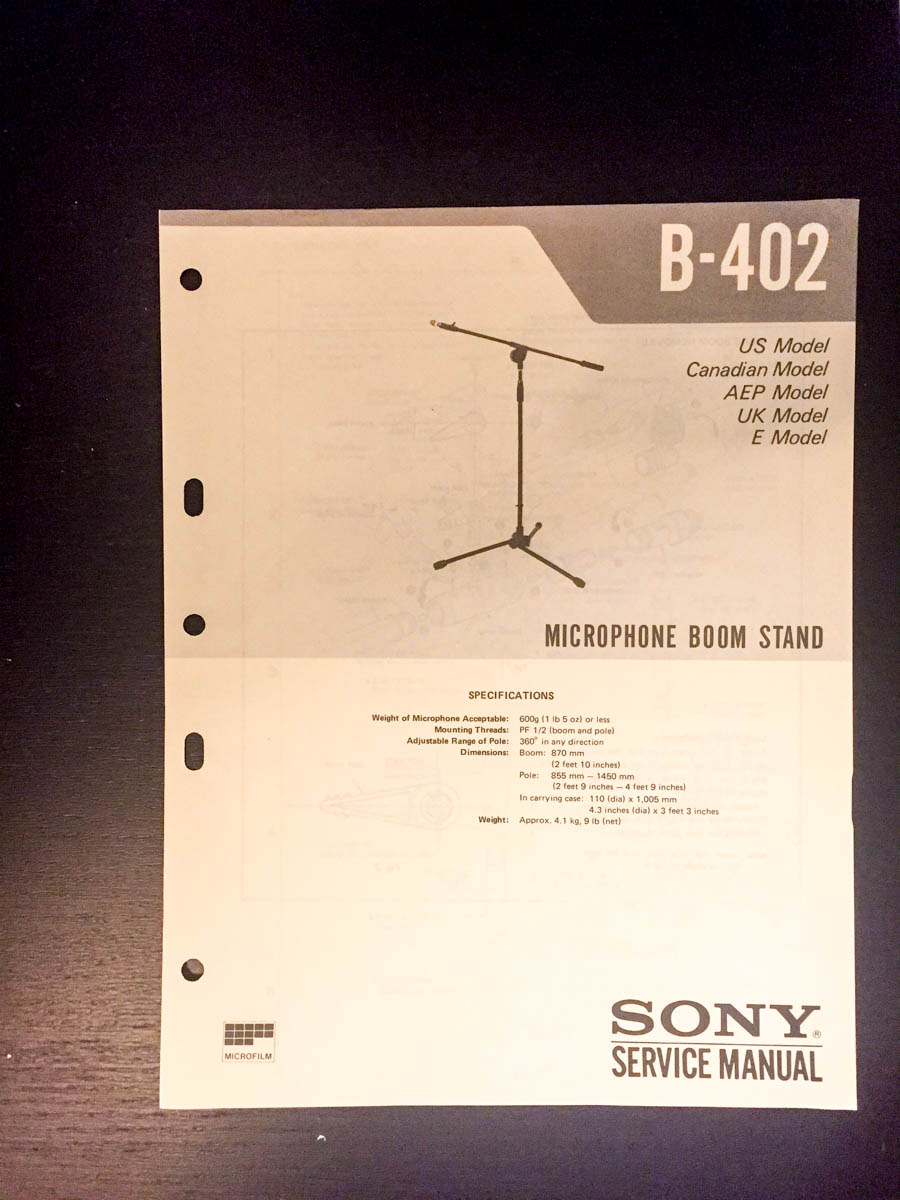 B-402
US Model
Canadian Model
AEP Model
UK Model
E Model
MICROPHONE BOOM STAND
SPECIFICATIONS
Weight of Microphone Acceptable: 600g (1 lb 5 oz) or less
Mounting Threads: PF 1/2 (boom and pole)
Adjustable Range of Pole: 360° in any direction
Dimensions: Boom: 870 mm
(2 feet 10 inches)
Pole: 855 mm — 1450 mm
(2 feet 9 inches — 4 feet 9 inches)
In carrying case: 110 (dia) x 1,005 mm
4.3 inches (dia) x 3 feet 3 inches
Weight: Approx. 4.1 kg, 9 lb (net)
MICROFILM
SONY®
SERVICE MANUAL